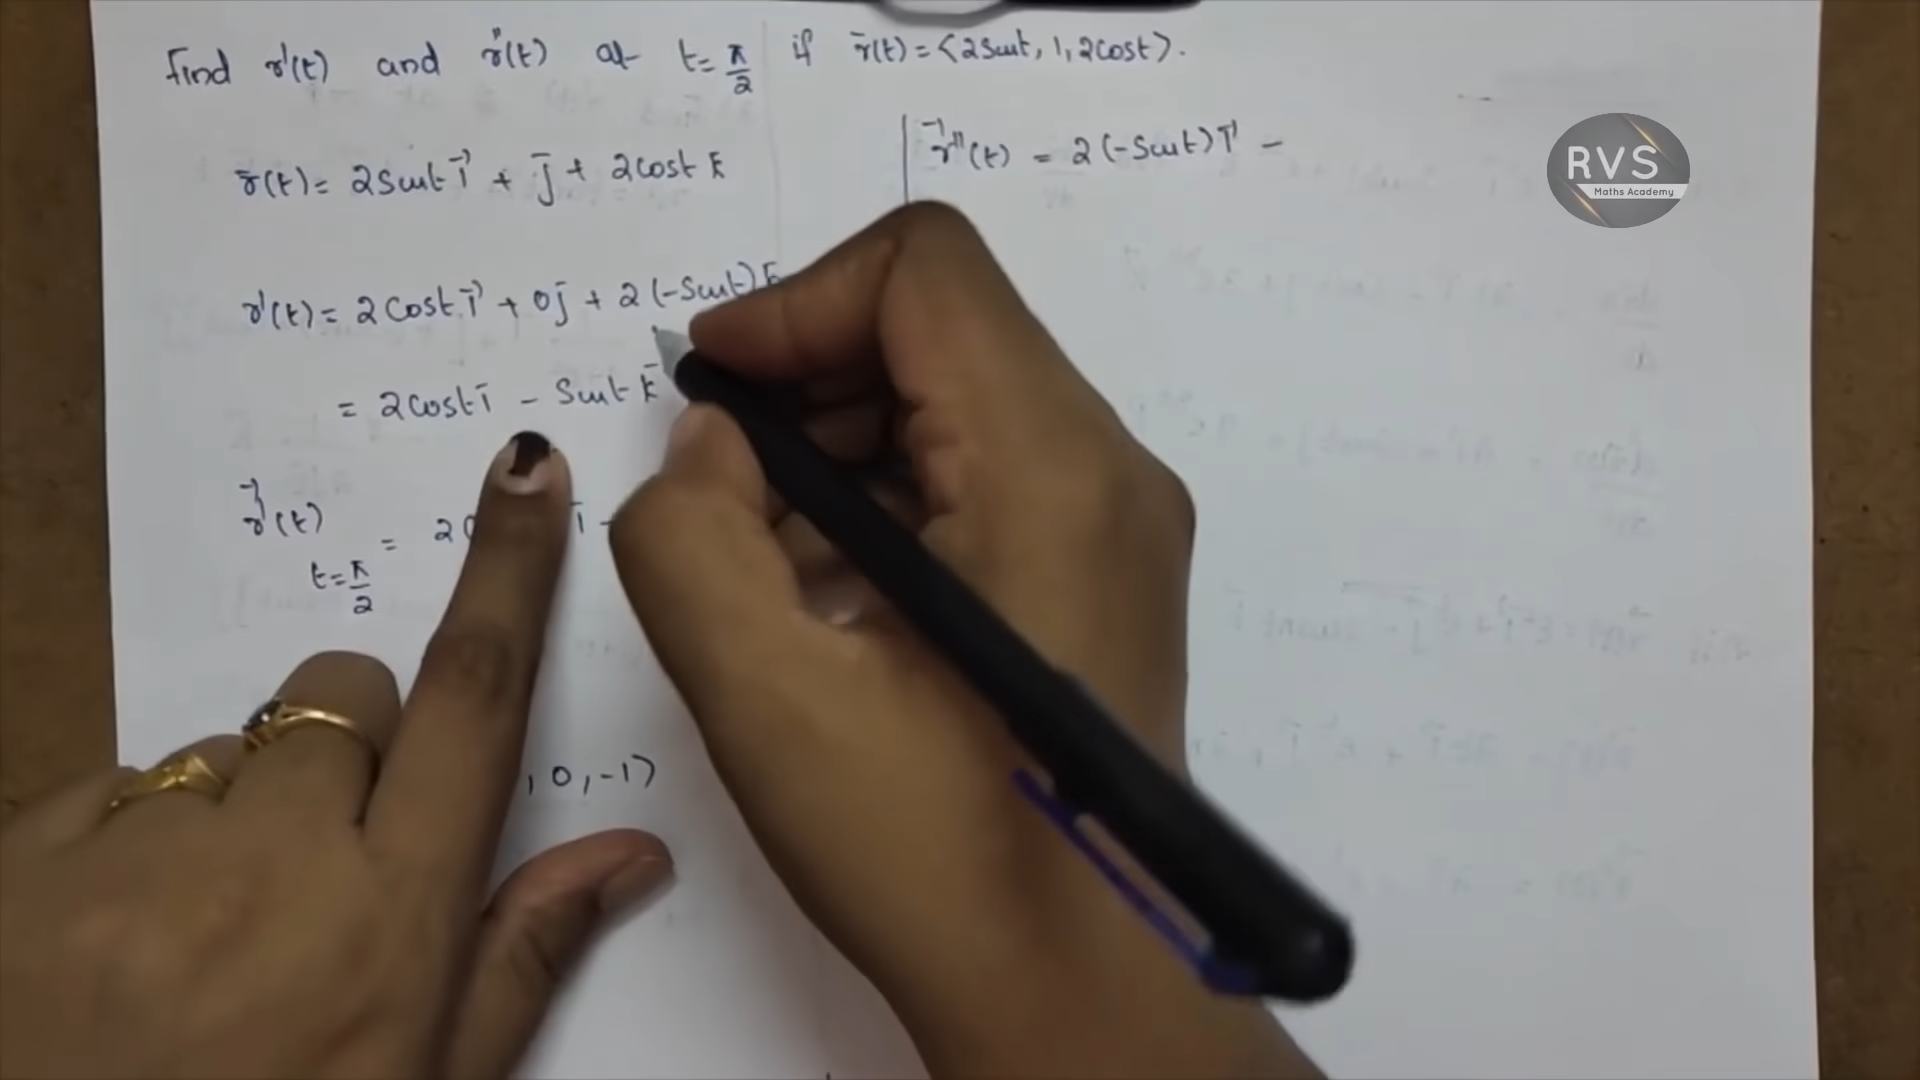 Find r'(t) and r"(t) at t=π/2 if r̄(t)=<2sint, 1, 2cost>.
r̄(t)= 2sint i⃗ + j̄ + 2cost k̄
r'(t)= 2cost i⃗ + 0j̄ + 2(-sint)k̄
= 2cost ī - sint k̄
r⃗'(t) t=π/2 = 2( ī -
, 0, -1)
r⃗"(t) = 2(-sint)i⃗ -
RVS
Maths Academy